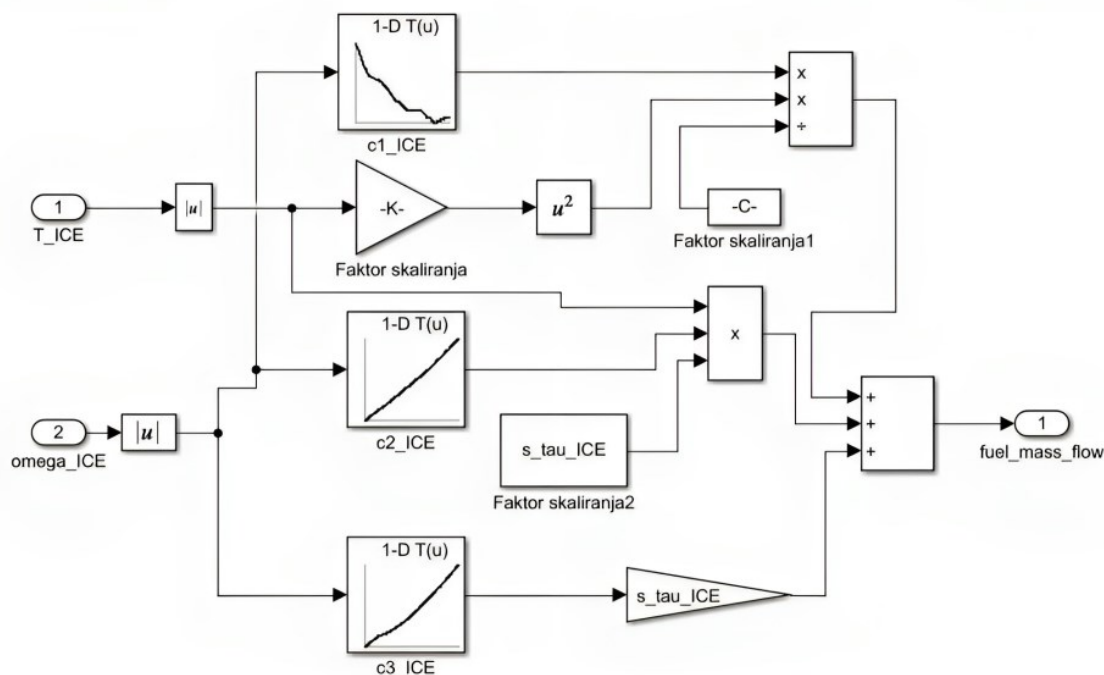 1-D T(u)
c1_ICE
x
x
÷
1
T_ICE
|u|
-K-
Faktor skaliranja
u²
-C-
Faktor skaliranja1
1-D T(u)
c2_ICE
x
2
omega_ICE
|u|
s_tau_ICE
Faktor skaliranja2
+
+
+
1
fuel_mass_flow
1-D T(u)
c3_ICE
s_tau_ICE